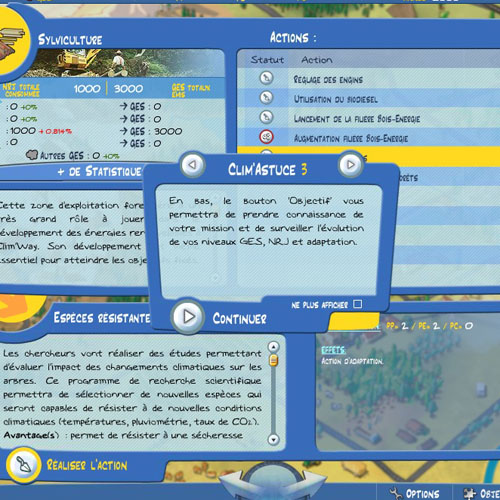 Sylviculture
NRJ totale consommée
1000
3000
GES totaux émis
: 0 +0%
→ GES : 0
: 0 +0%
→ GES : 0
: 1000 + 0.814%
→ GES : 3000
: 0
→ GES : 0
Autres GES : 0 +0%
+ de Statistique
Actions :
Statut Action
Réglage des engins
Utilisation du biodiesel
Lancement de la filière Bois-Energie
Augmentation filière Bois-Energie
Cette zone d'exploitation
Grand rôle à jouer
développement des énergies
Clim'Way. Son développement
essentiel pour atteindre les
Clim'Astuce 3
En bas, le bouton 'Objectif' vous
permettra de prendre connaissance de
votre mission et de surveiller l'évolution
de vos niveaux GES, NRJ et adaptation.
ne plus afficher
Continuer
Espèces résistante
Les chercheurs vont réaliser des études permettant
d'évaluer l'impact des changements climatiques sur les
arbres. Ce programme de recherche scientifique
permettra de sélectionner de nouvelles espèces qui
seront capables de résister à de nouvelles conditions
climatiques (températures, pluviométrie, taux de CO2).
Avantage(s) : permet de résister à une sécheresse
PP= 2 / PE= 2 / PC= 0
Effets:
Action d'adaptation.
Réaliser l'action
Options